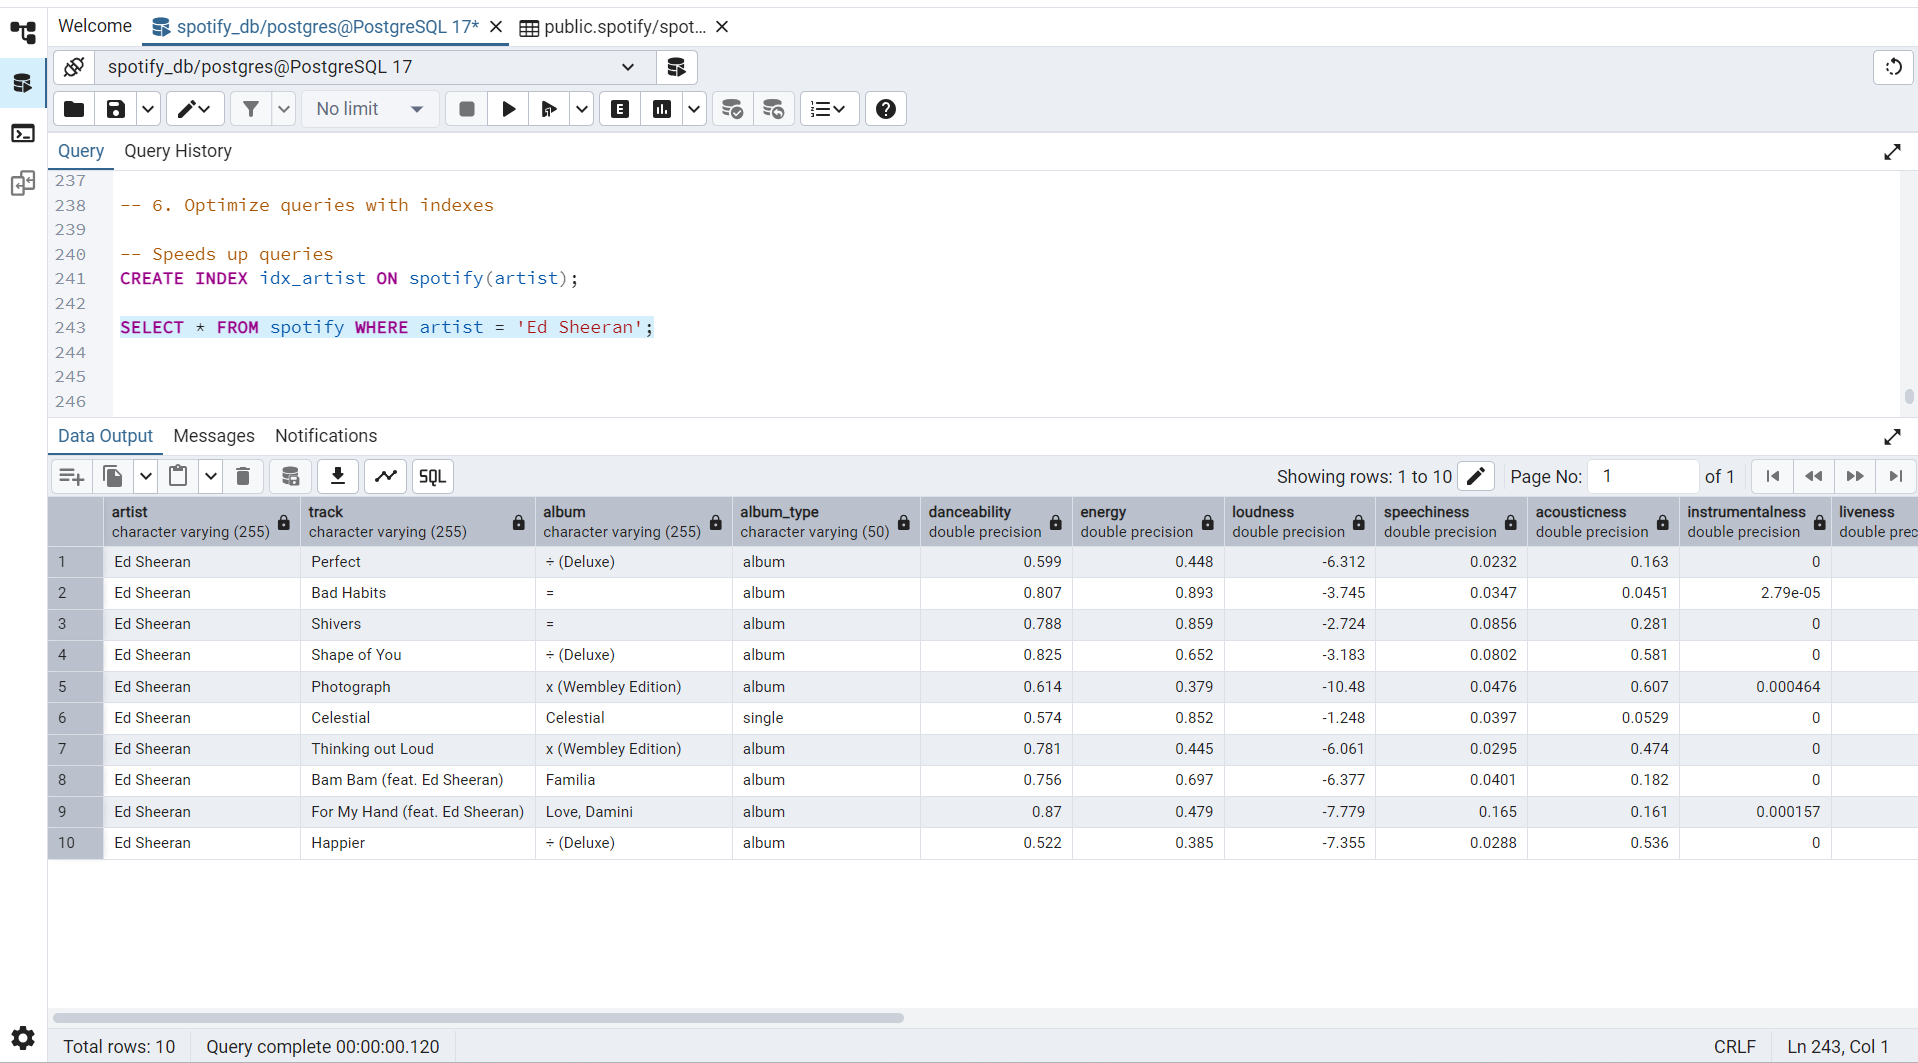 Welcome spotify_db/postgres@PostgreSQL 17* public.spotify/spot...
spotify_db/postgres@PostgreSQL 17
No limit E
Query Query History
237
238 -- 6. Optimize queries with indexes
239
240 -- Speeds up queries
241 CREATE INDEX idx_artist ON spotify(artist);
242
243 SELECT * FROM spotify WHERE artist = 'Ed Sheeran';
244
245
246
Data Output Messages Notifications
SQL Showing rows: 1 to 10 Page No: 1 of 1
artist track album album_type danceability energy loudness speechiness acousticness instrumentalness liveness
character varying (255) character varying (255) character varying (255) character varying (50) double precision double precision double precision double precision double precision double precision double prec
1 Ed Sheeran Perfect ÷ (Deluxe) album 0.599 0.448 -6.312 0.0232 0.163 0
2 Ed Sheeran Bad Habits = album 0.807 0.893 -3.745 0.0347 0.0451 2.79e-05
3 Ed Sheeran Shivers = album 0.788 0.859 -2.724 0.0856 0.281 0
4 Ed Sheeran Shape of You ÷ (Deluxe) album 0.825 0.652 -3.183 0.0802 0.581 0
5 Ed Sheeran Photograph x (Wembley Edition) album 0.614 0.379 -10.48 0.0476 0.607 0.000464
6 Ed Sheeran Celestial Celestial single 0.574 0.852 -1.248 0.0397 0.0529 0
7 Ed Sheeran Thinking out Loud x (Wembley Edition) album 0.781 0.445 -6.061 0.0295 0.474 0
8 Ed Sheeran Bam Bam (feat. Ed Sheeran) Familia album 0.756 0.697 -6.377 0.0401 0.182 0
9 Ed Sheeran For My Hand (feat. Ed Sheeran) Love, Damini album 0.87 0.479 -7.779 0.165 0.161 0.000157
10 Ed Sheeran Happier ÷ (Deluxe) album 0.522 0.385 -7.355 0.0288 0.536 0
Total rows: 10 Query complete 00:00:00.120 CRLF Ln 243, Col 1